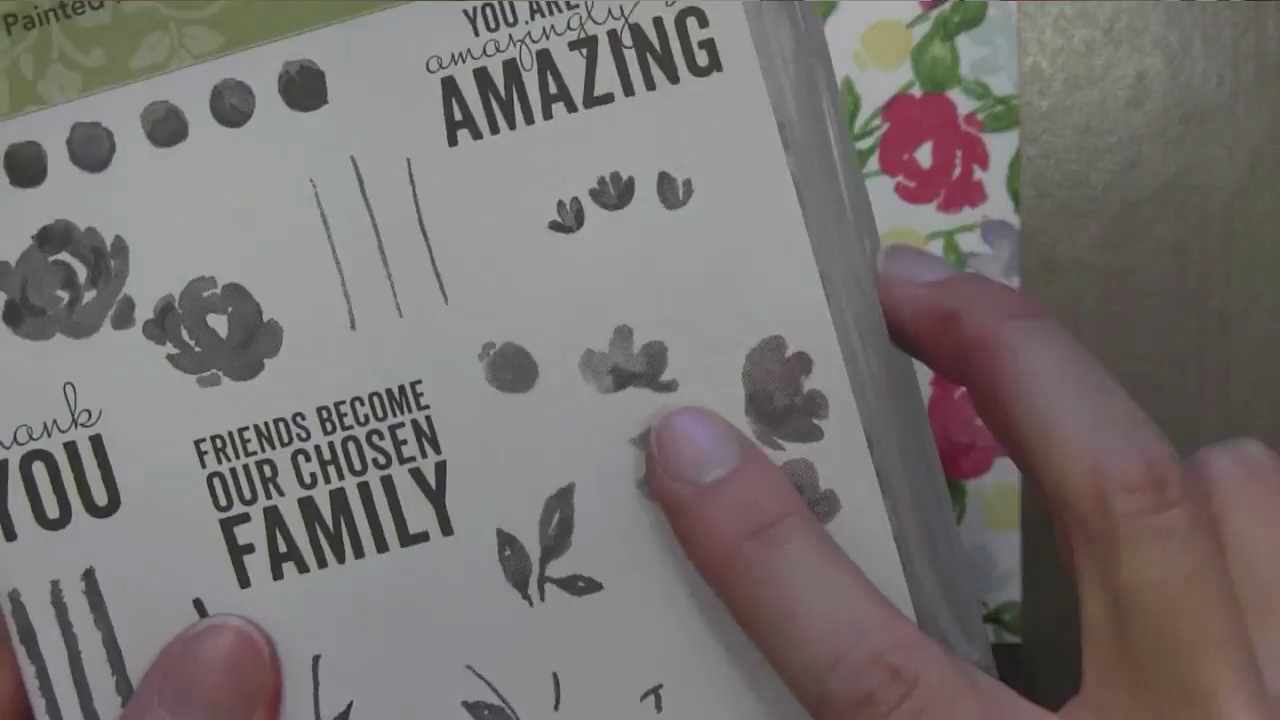 Painted
YOU ARE
amazingly
AMAZING
hank
YOU
FRIENDS BECOME
OUR CHOSEN
FAMILY